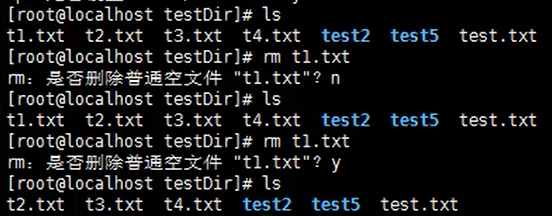 [root@localhost testDir]# ls
t1.txt  t2.txt  t3.txt  t4.txt  test2  test5  test.txt
[root@localhost testDir]# rm t1.txt
rm：是否删除普通空文件 "t1.txt"？n
[root@localhost testDir]# ls
t1.txt  t2.txt  t3.txt  t4.txt  test2  test5  test.txt
[root@localhost testDir]# rm t1.txt
rm：是否删除普通空文件 "t1.txt"？y
[root@localhost testDir]# ls
t2.txt  t3.txt  t4.txt  test2  test5  test.txt